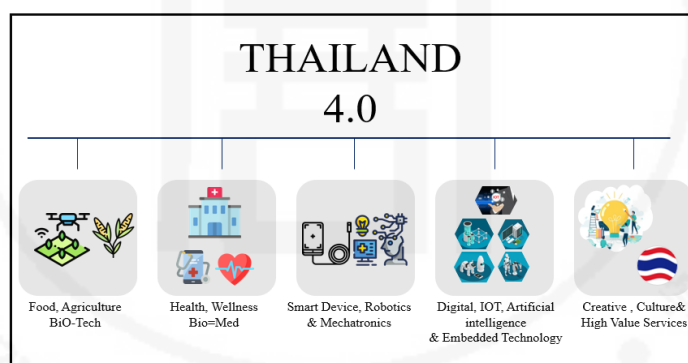 THAILAND
4.0
Food, Agriculture
BiO-Tech
Health, Wellness
Bio=Med
Smart Device, Robotics
& Mechatronics
Digital, IOT, Artificial
intelligence
& Embedded Technology
Creative , Culture&
High Value Services